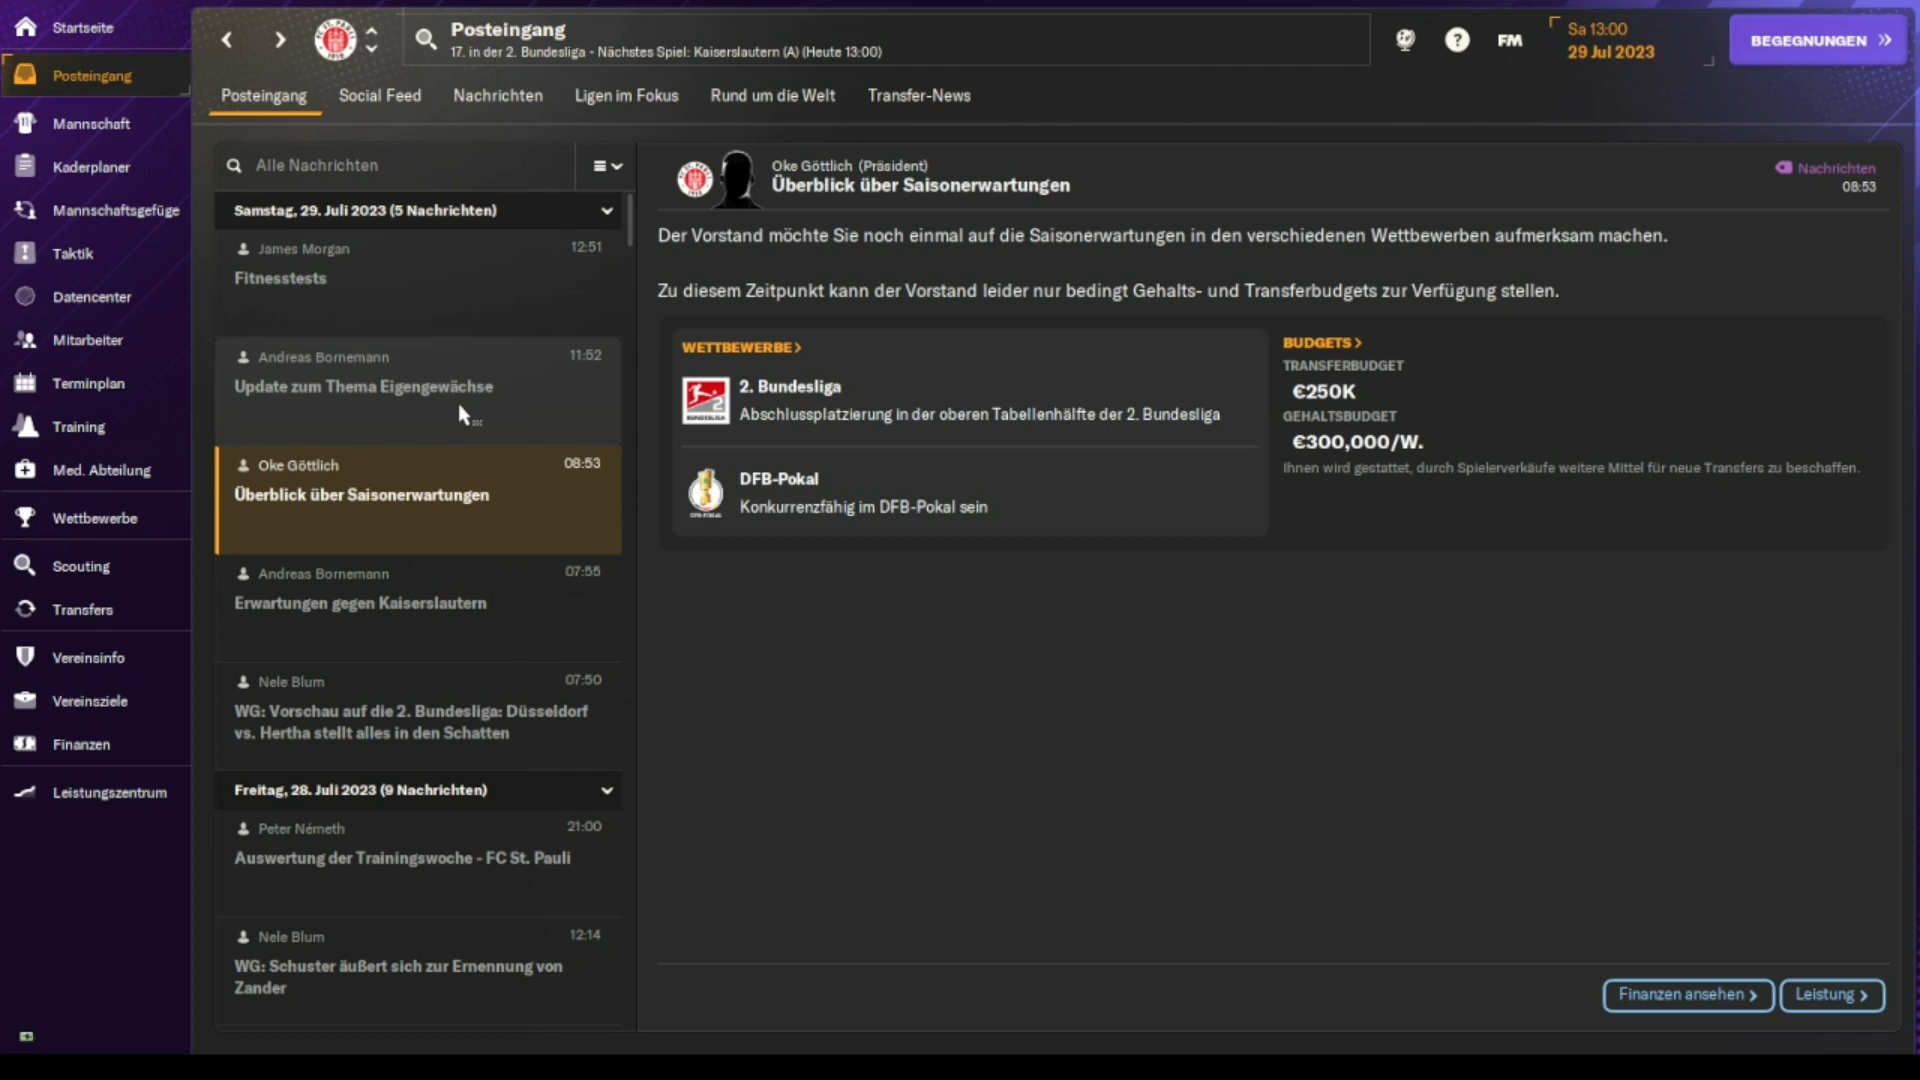 Startseite
Posteingang
Mannschaft
Kaderplaner
Mannschaftsgefüge
Taktik
Datencenter
Mitarbeiter
Terminplan
Training
Med. Abteilung
Wettbewerbe
Scouting
Transfers
Vereinsinfo
Vereinsziele
Finanzen
Leistungszentrum
Posteingang
17. in der 2. Bundesliga - Nächstes Spiel: Kaiserslautern (A) (Heute 13:00)
FM
Sa 13:00
29 Jul 2023
BEGEGNUNGEN
Posteingang Social Feed Nachrichten Ligen im Fokus Rund um die Welt Transfer-News
Alle Nachrichten
Samstag, 29. Juli 2023 (5 Nachrichten)
James Morgan 12:51
Fitnesstests
Andreas Bornemann 11:52
Update zum Thema Eigengewächse
Oke Göttlich 08:53
Überblick über Saisonerwartungen
Andreas Bornemann 07:55
Erwartungen gegen Kaiserslautern
Nele Blum 07:50
WG: Vorschau auf die 2. Bundesliga: Düsseldorf
vs. Hertha stellt alles in den Schatten
Freitag, 28. Juli 2023 (9 Nachrichten)
Peter Németh 21:00
Auswertung der Trainingswoche - FC St. Pauli
Nele Blum 12:14
WG: Schuster äußert sich zur Ernennung von
Zander
Oke Göttlich (Präsident)
Überblick über Saisonerwartungen
Nachrichten
08:53
Der Vorstand möchte Sie noch einmal auf die Saisonerwartungen in den verschiedenen Wettbewerben aufmerksam machen.
Zu diesem Zeitpunkt kann der Vorstand leider nur bedingt Gehalts- und Transferbudgets zur Verfügung stellen.
WETTBEWERBE>
2. Bundesliga
Abschlussplatzierung in der oberen Tabellenhälfte der 2. Bundesliga
DFB-Pokal
Konkurrenzfähig im DFB-Pokal sein
BUDGETS>
TRANSFERBUDGET
€250K
GEHALTSBUDGET
€300,000/W.
Ihnen wird gestattet, durch Spielerverkäufe weitere Mittel für neue Transfers zu beschaffen.
Finanzen ansehen > Leistung >